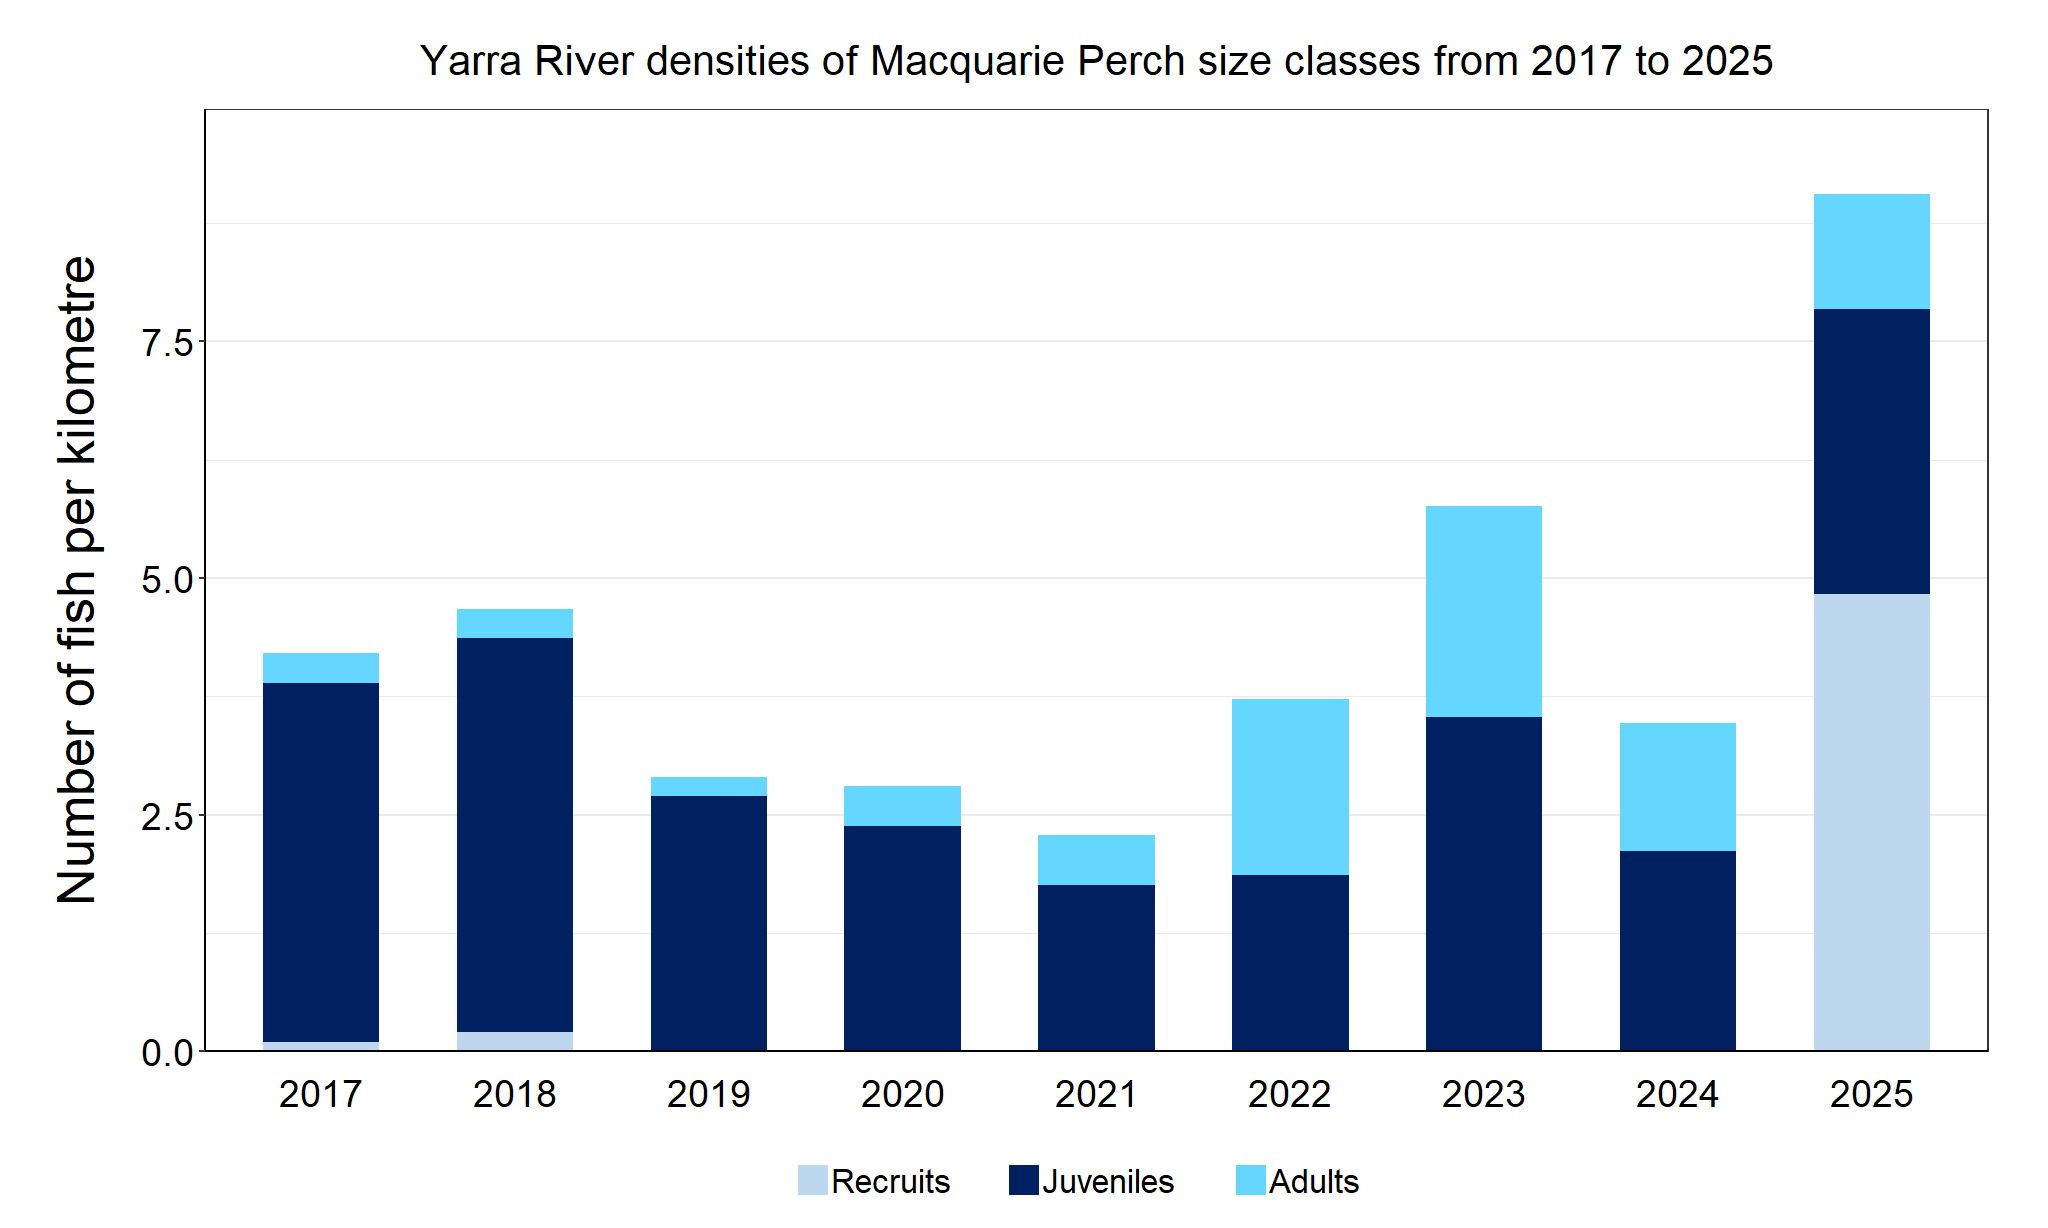 Yarra River densities of Macquarie Perch size classes from 2017 to 2025
Number of fish per kilometre
7.5
5.0
2.5
0.0
2017 2018 2019 2020 2021 2022 2023 2024 2025
Recruits Juveniles Adults